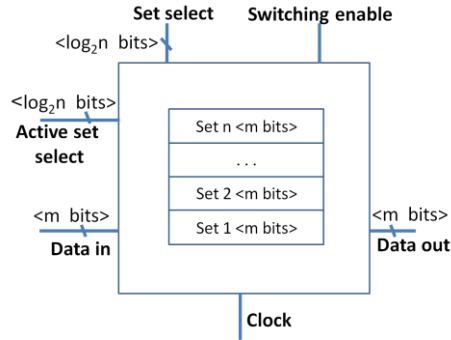 Set select
Switching enable
<log₂n bits>
<log₂n bits>
Active set
select
Set n <m bits>
. . .
Set 2 <m bits>
Set 1 <m bits>
<m bits>
Data in
<m bits>
Data out
Clock